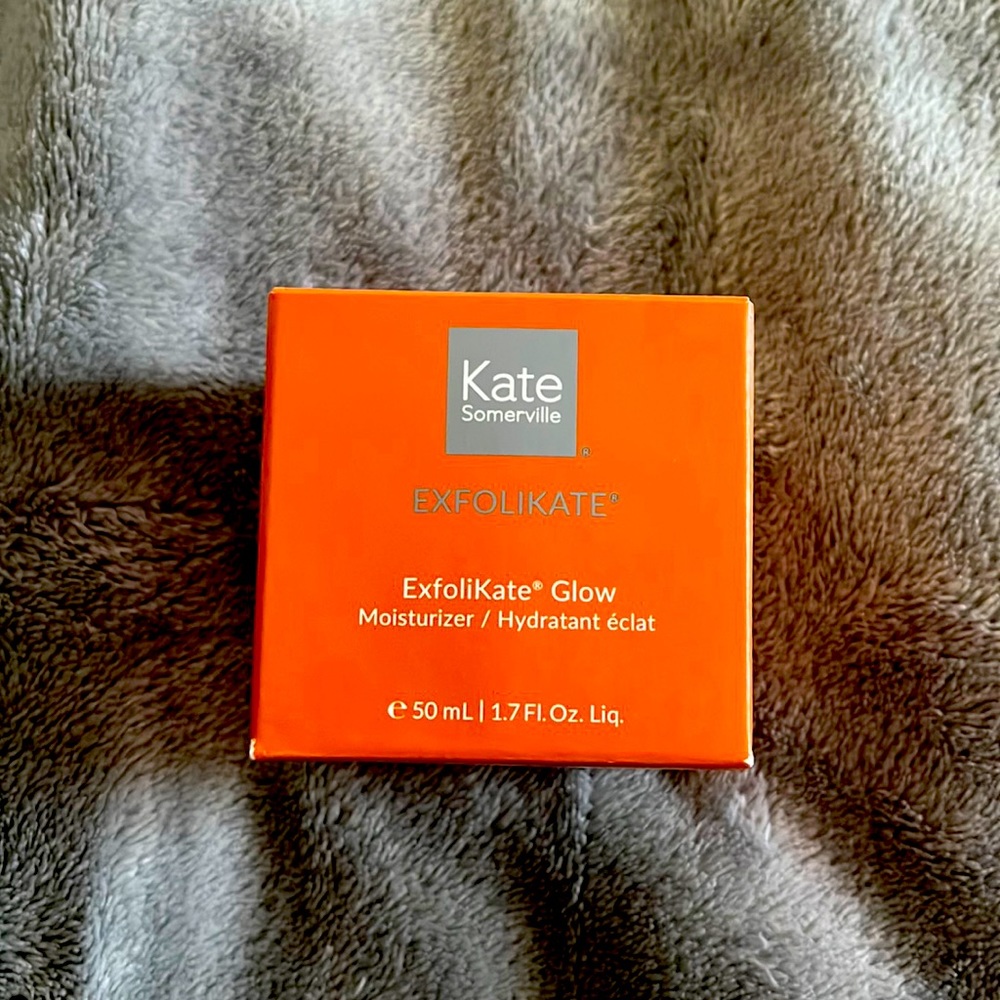 Kate
Somerville
®
EXFOLIKATE®
ExfoliKate® Glow
Moisturizer / Hydratant éclat
℮ 50 mL | 1.7 Fl. Oz. Liq.